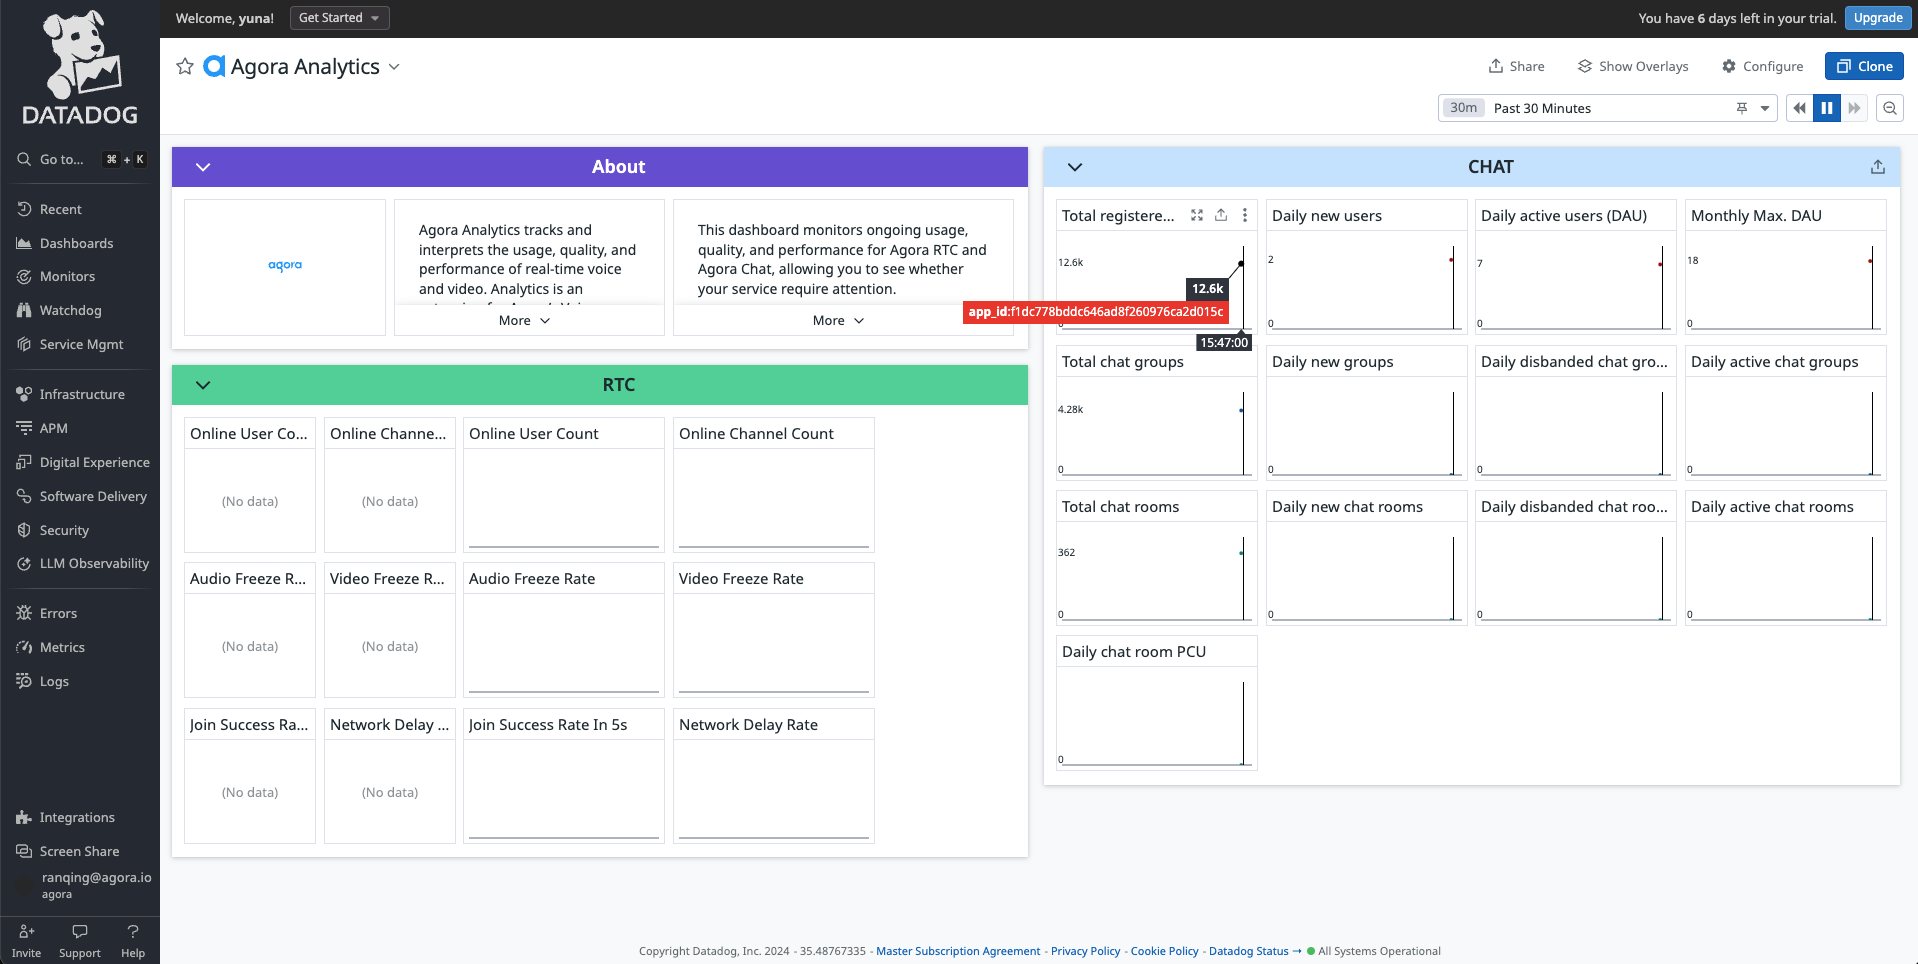 DATADOG
Go to... ⌘ + K
Recent
Dashboards
Monitors
Watchdog
Service Mgmt
Infrastructure
APM
Digital Experience
Software Delivery
Security
LLM Observability
Errors
Metrics
Logs
Integrations
Screen Share
ranqing@agora.io
agora
Invite Support Help
Welcome, yuna! Get Started
You have 6 days left in your trial. Upgrade
Agora Analytics
Share Show Overlays Configure Clone
30m Past 30 Minutes
About
agora
Agora Analytics tracks and
interprets the usage, quality, and
performance of real-time voice
and video. Analytics is an
More
This dashboard monitors ongoing usage,
quality, and performance for Agora RTC and
Agora Chat, allowing you to see whether
your service require attention.
More
RTC
Online User Co... Online Channe... Online User Count Online Channel Count
(No data) (No data)
Audio Freeze R... Video Freeze R... Audio Freeze Rate Video Freeze Rate
(No data) (No data)
Join Success Ra... Network Delay ... Join Success Rate In 5s Network Delay Rate
(No data) (No data)
CHAT
Total registere... Daily new users Daily active users (DAU) Monthly Max. DAU
12.6k 2 7 18
12.6k
app_id:f1dc778bddc646ad8f260976ca2d015c
0 0 0 0
15:47:00
Total chat groups Daily new groups Daily disbanded chat gro... Daily active chat groups
4.28k
0 0 0 0
Total chat rooms Daily new chat rooms Daily disbanded chat roo... Daily active chat rooms
362
0 0 0 0
Daily chat room PCU
0
Copyright Datadog, Inc. 2024 - 35.48767335 - Master Subscription Agreement - Privacy Policy - Cookie Policy - Datadog Status → All Systems Operational